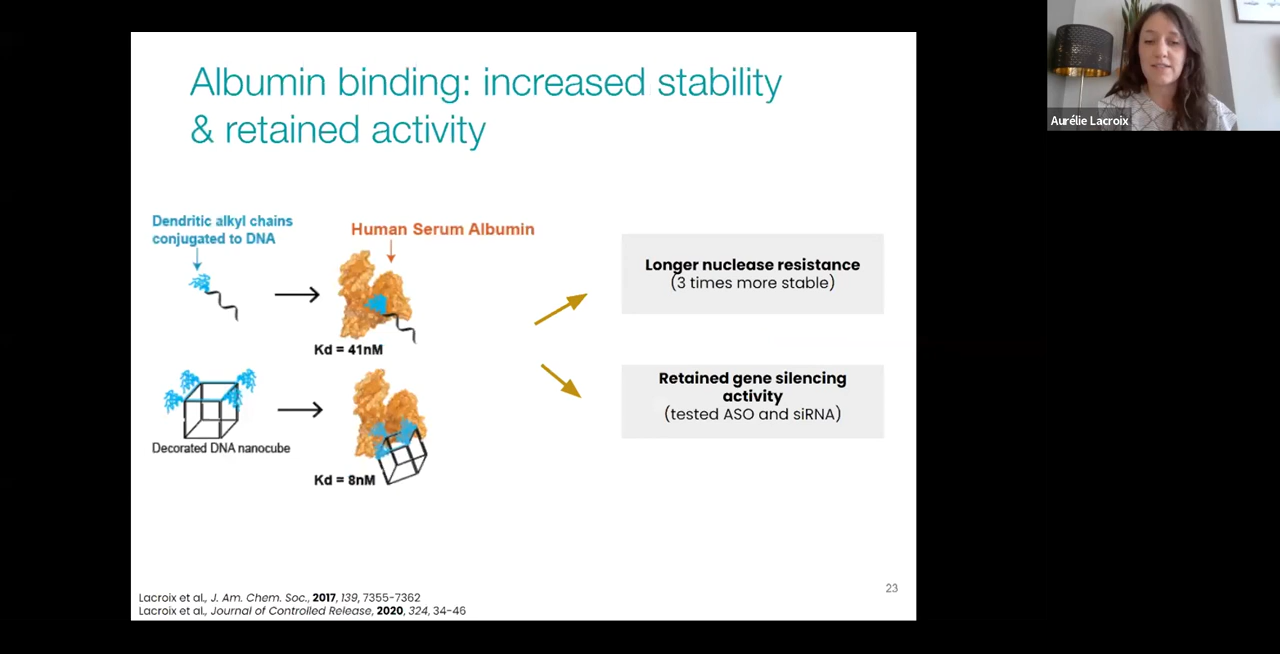 Albumin binding: increased stability
& retained activity
Dendritic alkyl chains
conjugated to DNA
Human Serum Albumin
Kd = 41nM
Decorated DNA nanocube
Kd = 8nM
Longer nuclease resistance
(3 times more stable)
Retained gene silencing
activity
(tested ASO and siRNA)
Lacroix et al., J. Am. Chem. Soc., 2017, 139, 7355-7362
Lacroix et al., Journal of Controlled Release, 2020, 324, 34-46
23
Aurélie Lacroix